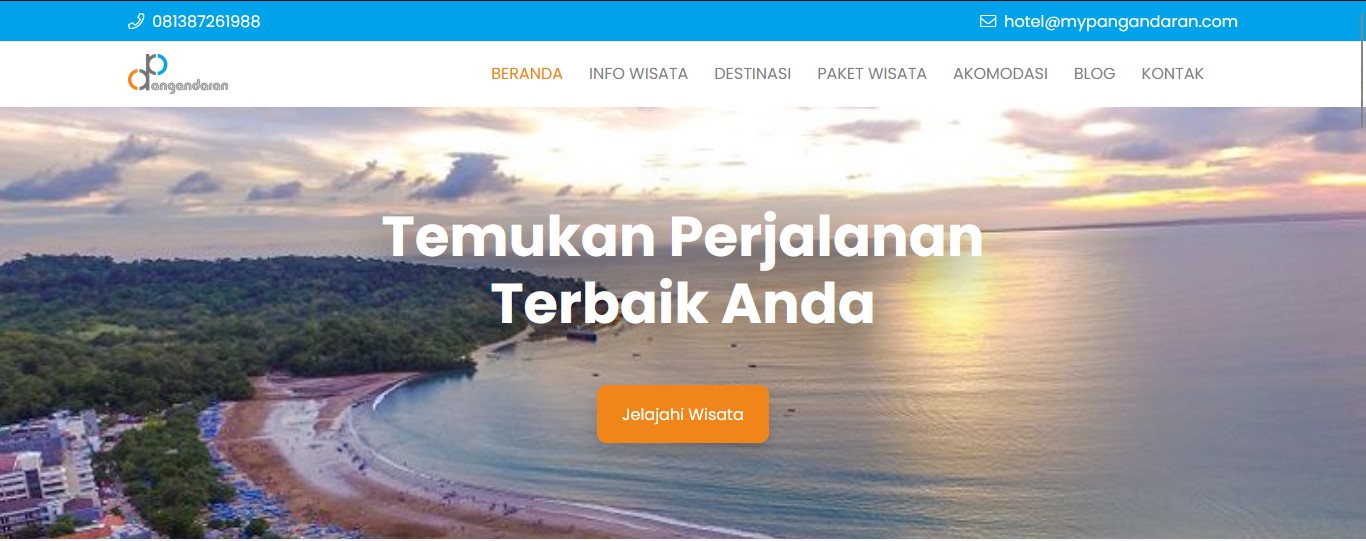 081387261988
hotel@mypangandaran.com
pangandaran
BERANDA INFO WISATA DESTINASI PAKET WISATA AKOMODASI BLOG KONTAK
Temukan Perjalanan
Terbaik Anda
Jelajahi Wisata